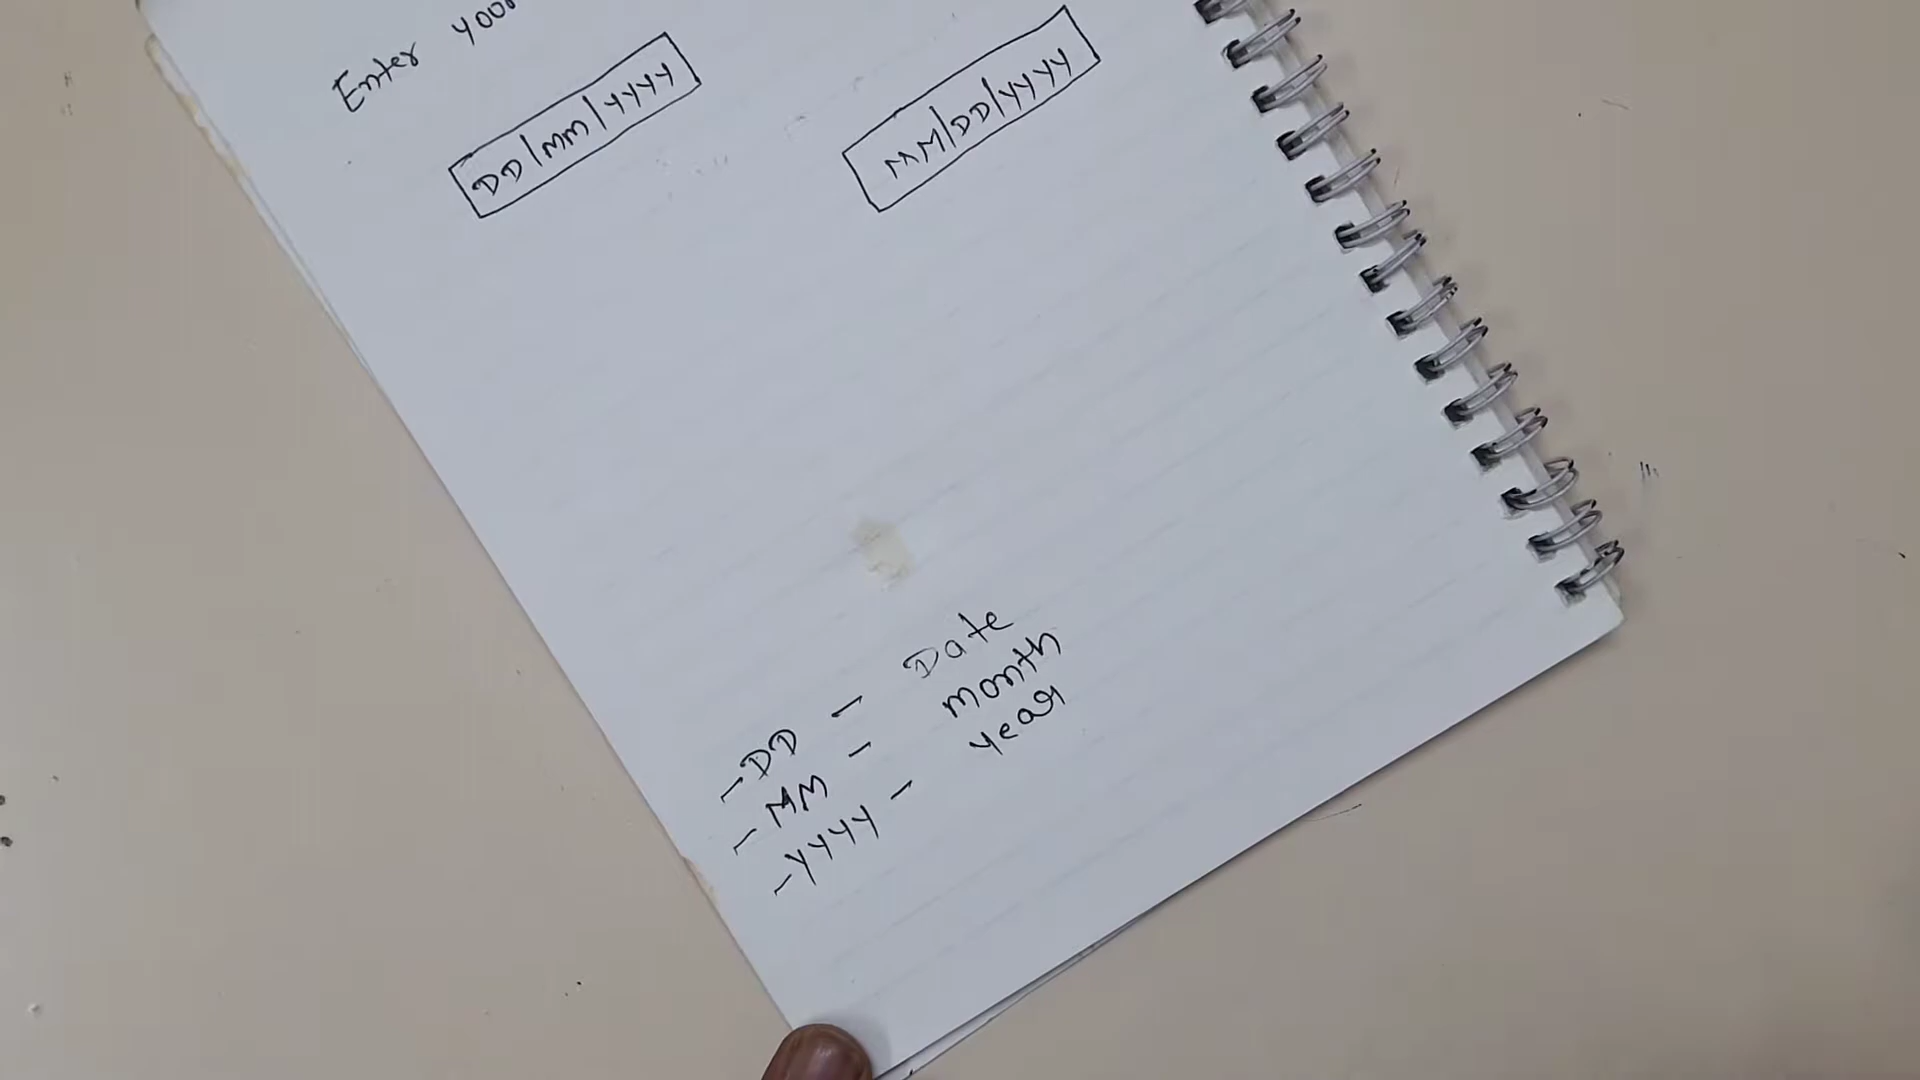 Enter your
DD|MM|YYYY MM|DD|YYYY
- DD - Date
- MM - month
- YYYY - year